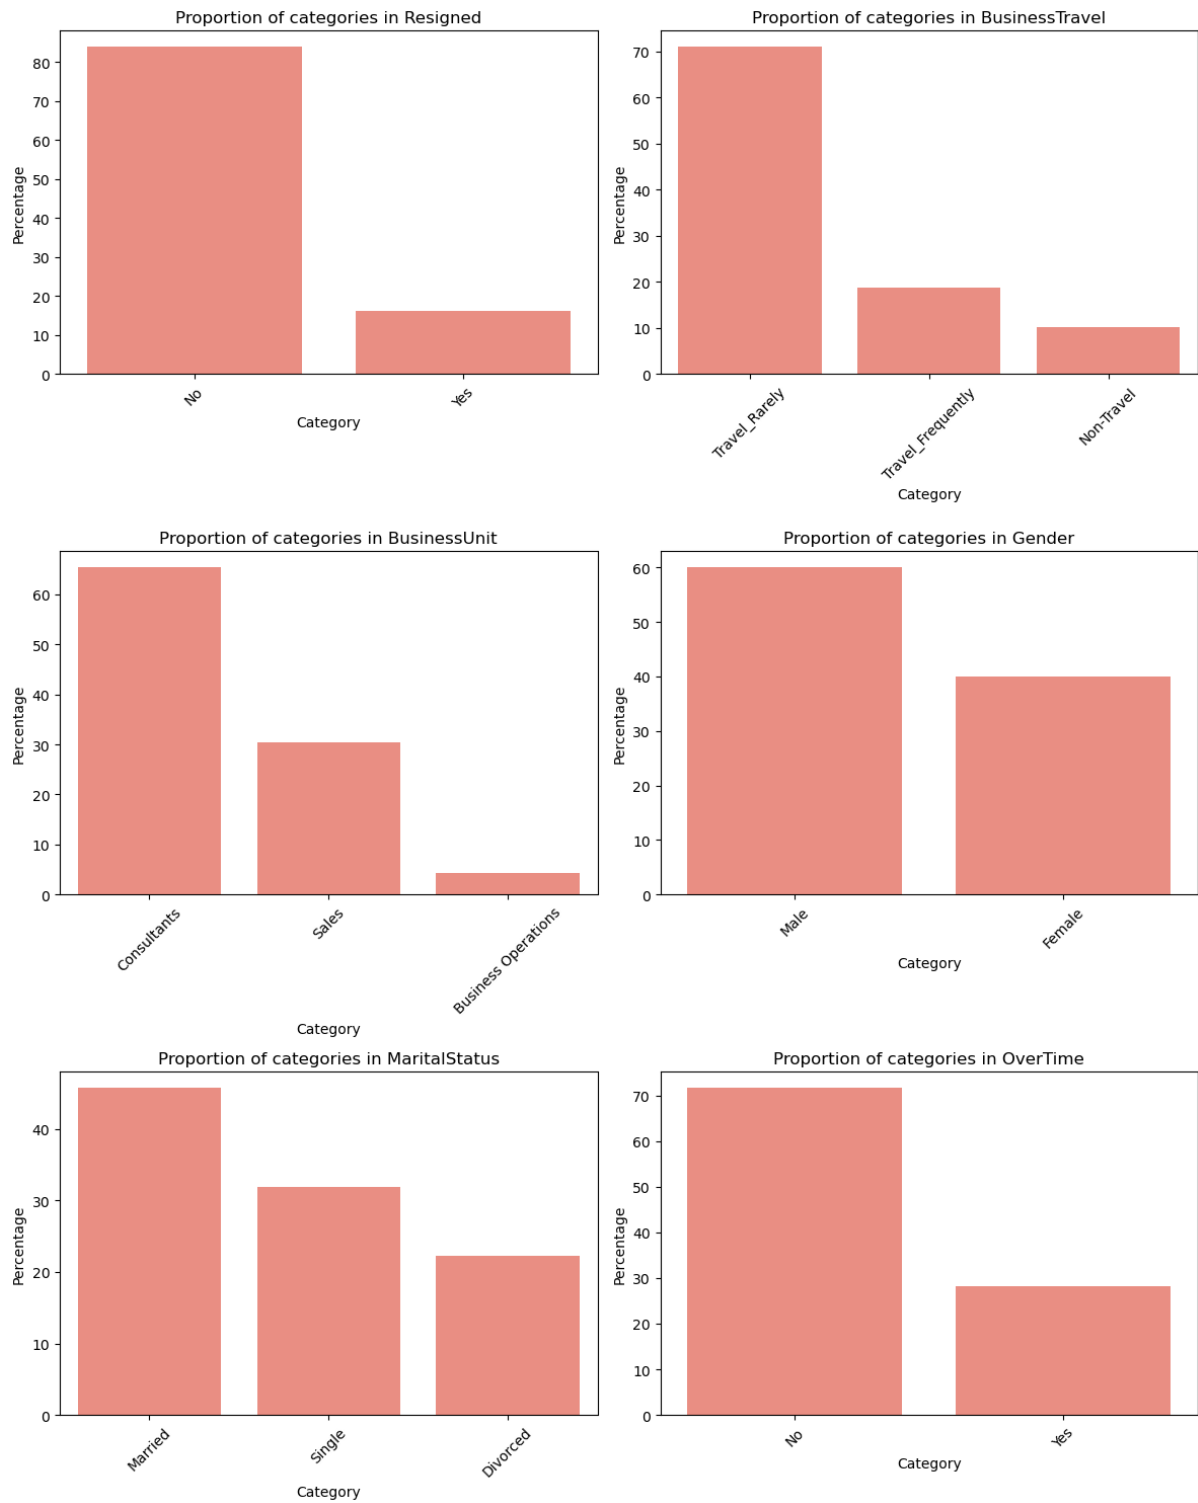 Proportion of categories in Resigned
80
70
60
50
40
30
20
10
0
Percentage
No
Yes
Category
Proportion of categories in BusinessTravel
70
60
50
40
30
20
10
0
Percentage
Travel_Rarely
Travel_Frequently
Non-Travel
Category
Proportion of categories in BusinessUnit
60
50
40
30
20
10
0
Percentage
Consultants
Sales
Business Operations
Category
Proportion of categories in Gender
60
50
40
30
20
10
0
Percentage
Male
Female
Category
Proportion of categories in MaritalStatus
40
30
20
10
0
Percentage
Married
Single
Divorced
Category
Proportion of categories in OverTime
70
60
50
40
30
20
10
0
Percentage
No
Yes
Category